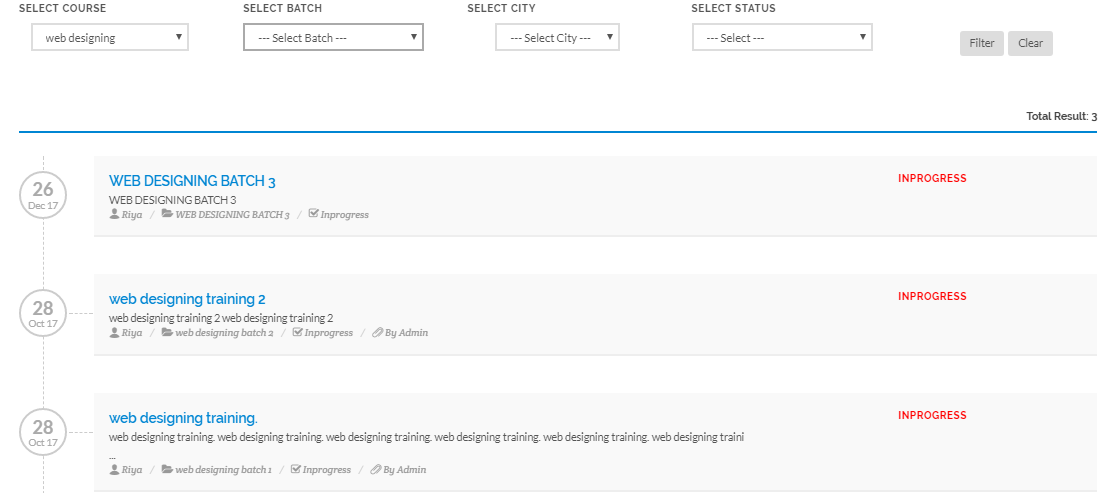 SELECT COURSE SELECT BATCH SELECT CITY SELECT STATUS
web designing --- Select Batch --- --- Select City --- --- Select --- Filter Clear
Total Result: 3
26
Dec 17
WEB DESIGNING BATCH 3 INPROGRESS
WEB DESIGNING BATCH 3
Riya / WEB DESIGNING BATCH 3 / Inprogress
28
Oct 17
web designing training 2 INPROGRESS
web designing training 2 web designing training 2
Riya / web designing batch 2 / Inprogress / By Admin
28
Oct 17
web designing training. INPROGRESS
web designing training. web designing training. web designing training. web designing training. web designing training. web designing traini
...
Riya / web designing batch 1 / Inprogress / By Admin